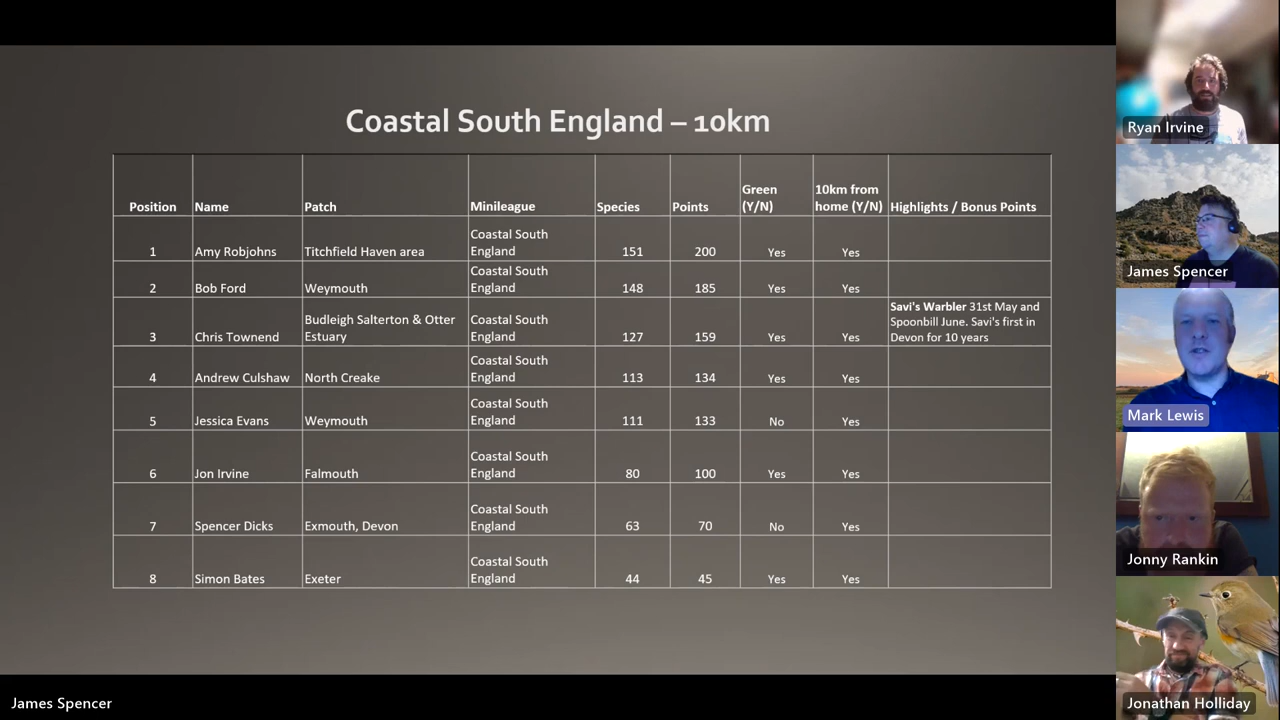 Coastal South England – 10km
Position
Name
Patch
Minileague
Species
Points
Green
(Y/N)
10km from
home (Y/N)
Highlights / Bonus Points
1
Amy Robjohns
Titchfield Haven area
Coastal South
England
151
200
Yes
Yes
2
Bob Ford
Weymouth
Coastal South
England
148
185
Yes
Yes
3
Chris Townend
Budleigh Salterton & Otter
Estuary
Coastal South
England
127
159
Yes
Yes
Savi's Warbler 31st May and
Spoonbill June. Savi's first in
Devon for 10 years
4
Andrew Culshaw
North Creake
Coastal South
England
113
134
Yes
Yes
5
Jessica Evans
Weymouth
Coastal South
England
111
133
No
Yes
6
Jon Irvine
Falmouth
Coastal South
England
80
100
Yes
Yes
7
Spencer Dicks
Exmouth, Devon
Coastal South
England
63
70
No
Yes
8
Simon Bates
Exeter
Coastal South
England
44
45
Yes
Yes
James Spencer
Ryan Irvine
James Spencer
Mark Lewis
Jonny Rankin
Jonathan Holliday